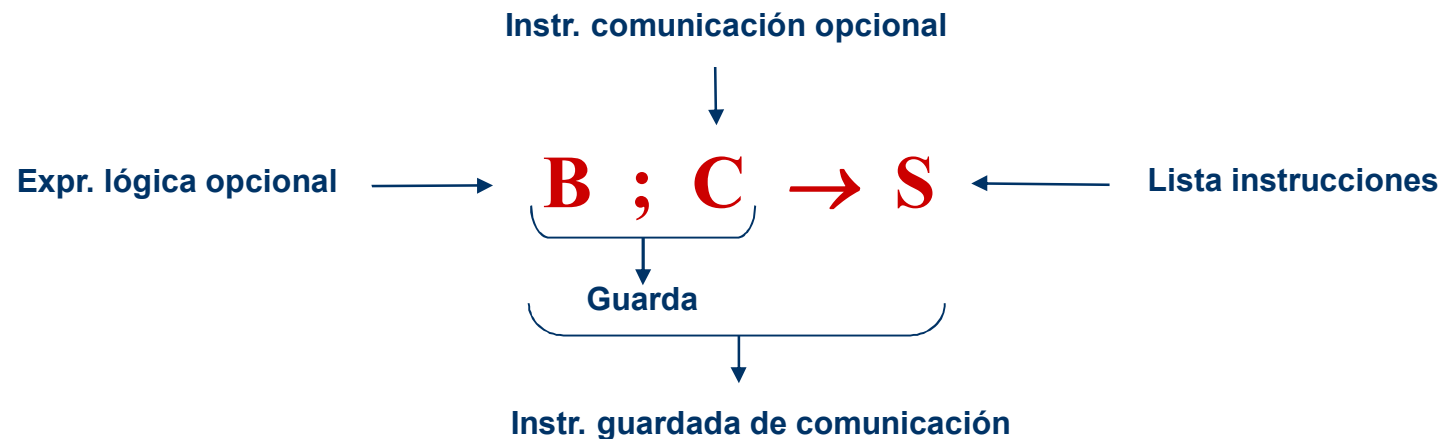 Instr. comunicación opcional
Expr. lógica opcional
B ; C → S
Lista instrucciones
Guarda
Instr. guardada de comunicación